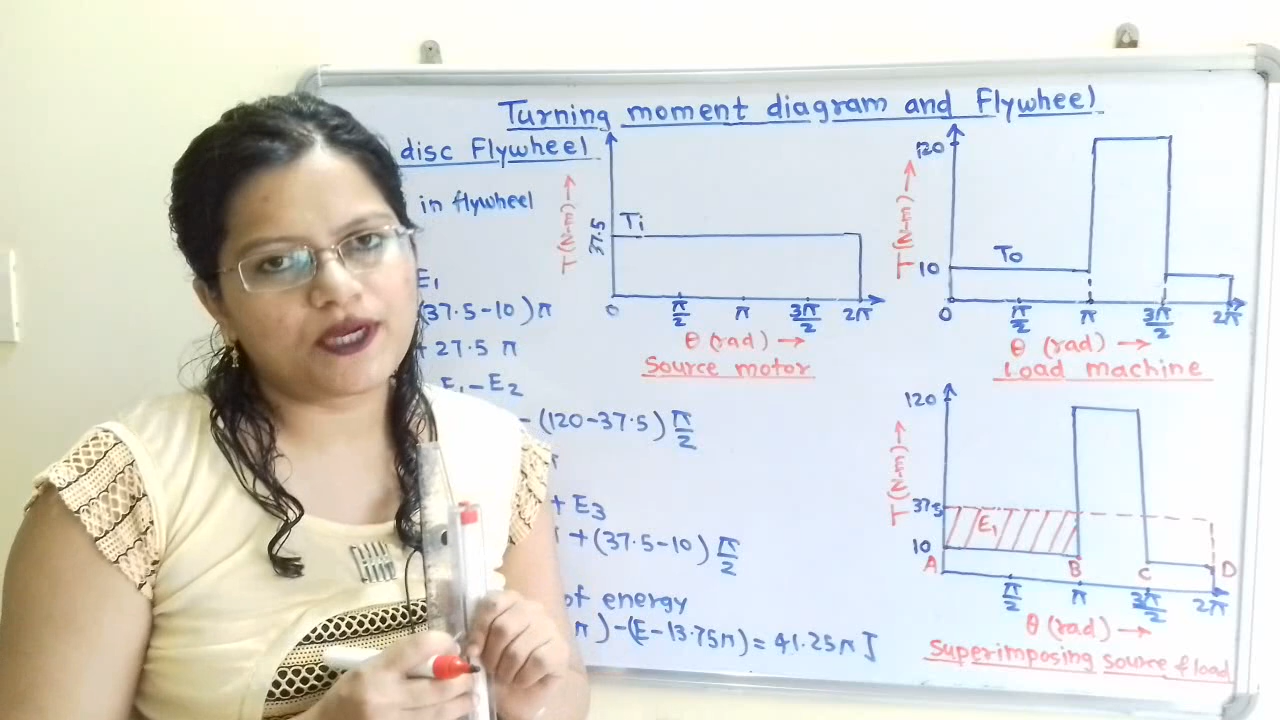 Turning moment diagram and Flywheel
disc Flywheel
in flywheel
E₁
(37.5-10)π
+ 27.5 π
E₁-E₂
-(120-37.5)π/2
+ E₃
+(37.5-10)π/2
of energy
π)-(E-13.75π)=41.25π J
T(N-m)→
37.5
Ti
0 π/2 π 3π/2 2π
θ (rad) →
Source motor
T(N-m)→
120
10
To
0 π/2 π 3π/2 2π
θ (rad) →
Load machine
T(N-m)→
120
37.5
E₁
10
A B C D
π/2 π 3π/2 2π
θ (rad) →
Superimposing source & load